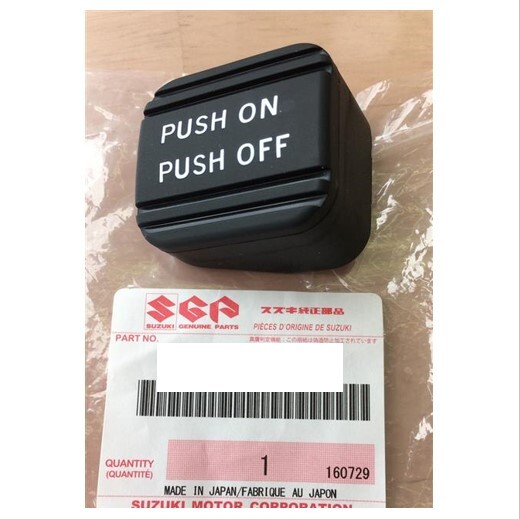 PUSH ON
PUSH OFF
SGP
SUZUKI GENUINE PARTS
スズキ純正部品
PIÈCES D'ORIGINE DE SUZUKI
PART NO.
QUANTITY
(QUANTITÉ)
1
160729
MADE IN JAPAN/FABRIQUE AU JAPON
SUZUKI MOTOR CORPORATION